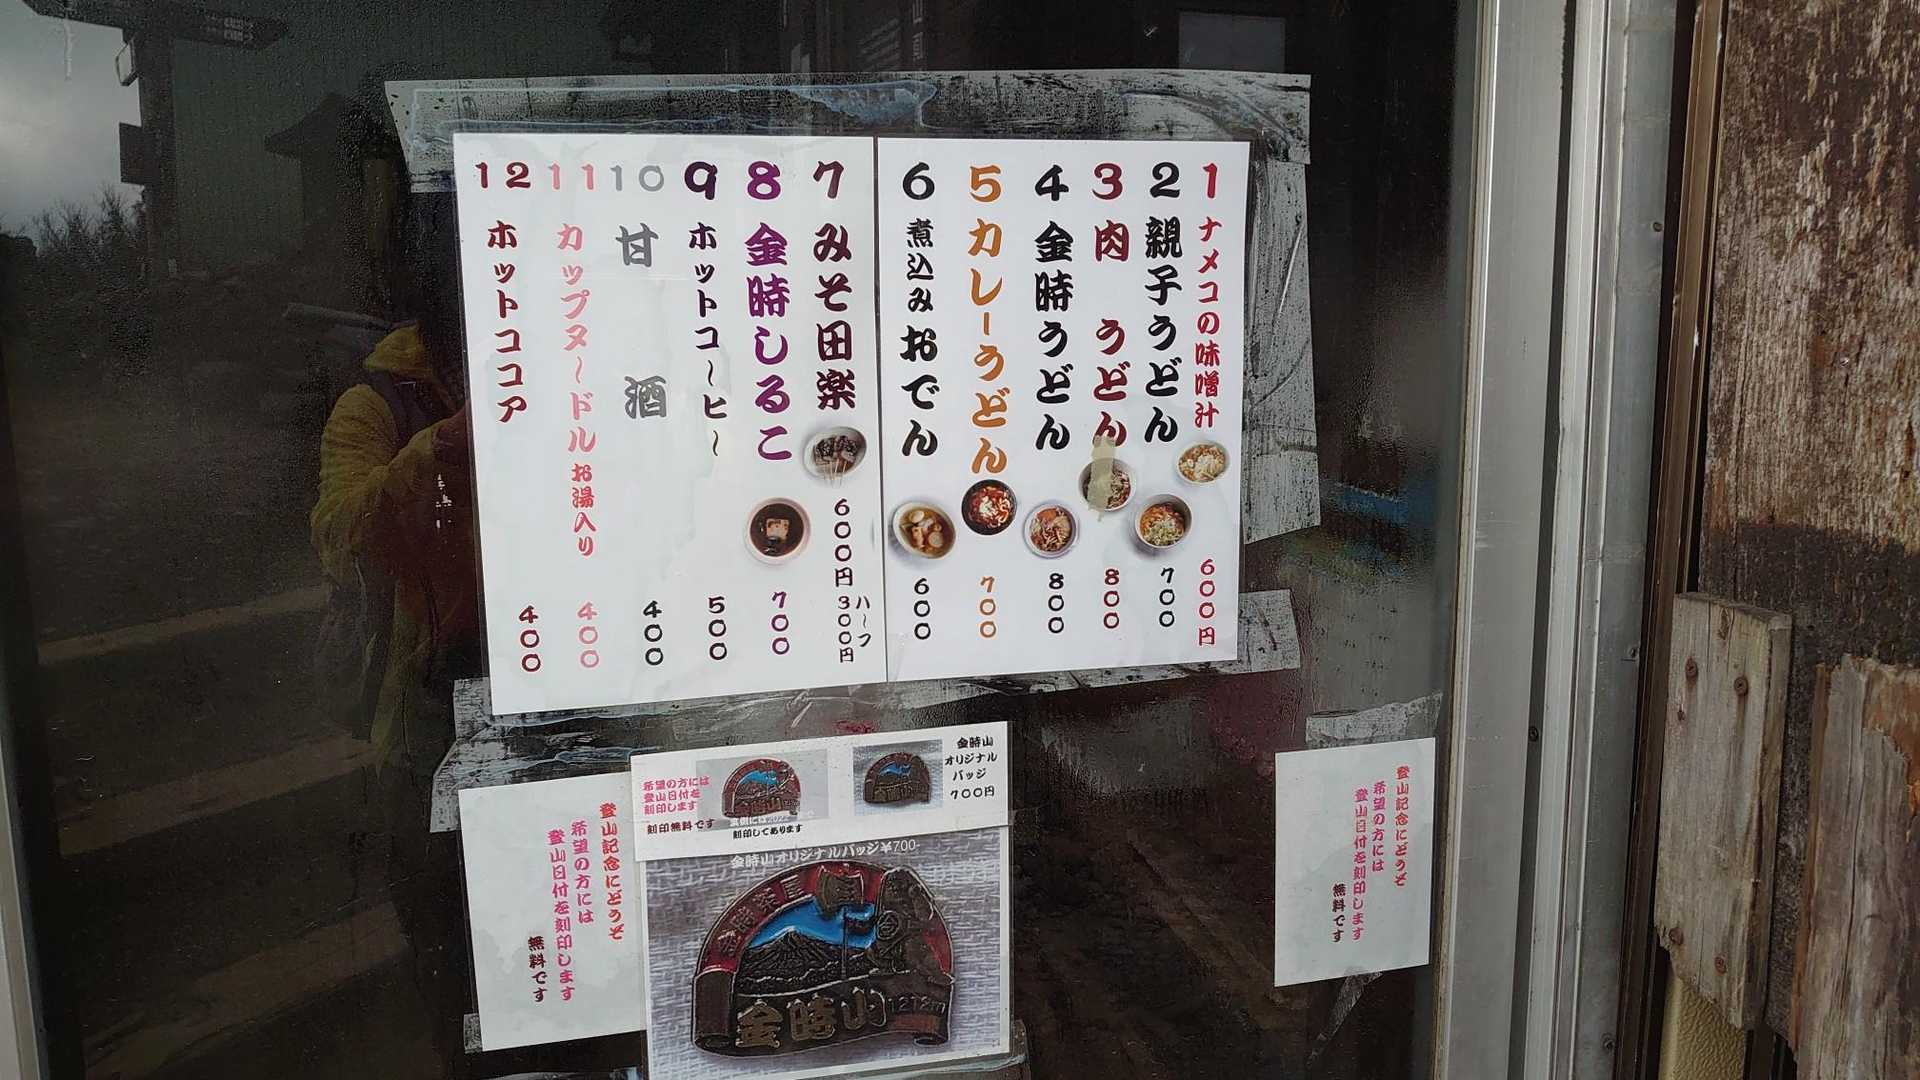 1 ナメコの味噌汁 600円
2 親子うどん 700
3 肉 うどん 800
4 金時うどん 800
5 カレーうどん 700
6 煮込みおでん 600
7 みそ田楽 600円 ハーフ 300円
8 金時しるこ 700
9 ホットコーヒー 500
10 甘酒 400
11 カップヌードルお湯入り 400
12 ホットココア 400
金時山
オリジナル
バッジ
700円
希望の方には
登山日付を
刻印します
刻印無料です
刻印してあります
金時山オリジナルバッジ¥700-
金時山 1212m
登山記念にどうぞ
希望の方には
登山日付を刻印します
無料です
登山記念にどうぞ
希望の方には
登山日付を刻印します
無料です